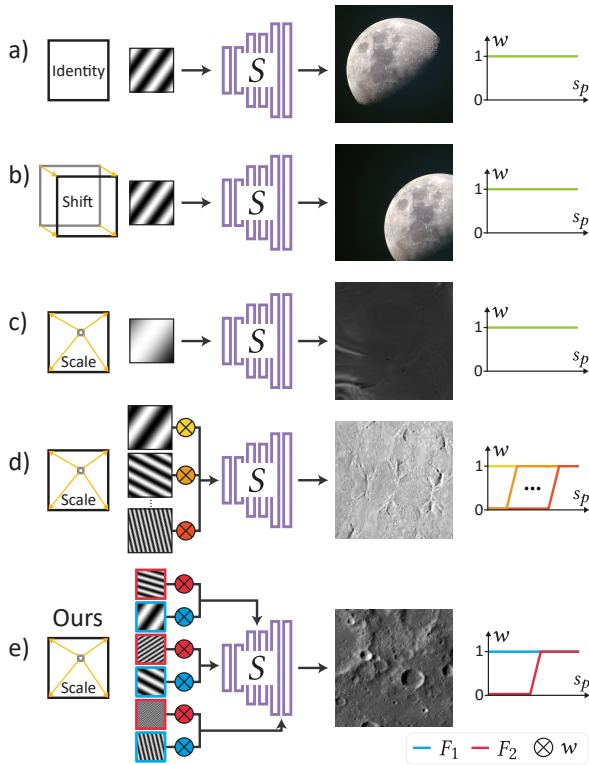 a)
Identity
S
w
1
0
s_p
b)
Shift
S
w
1
0
s_p
c)
Scale
S
w
1
0
s_p
d)
Scale
S
w
1
0
...
s_p
Ours
e)
Scale
S
w
1
0
s_p
F_1 F_2 ⊗ w